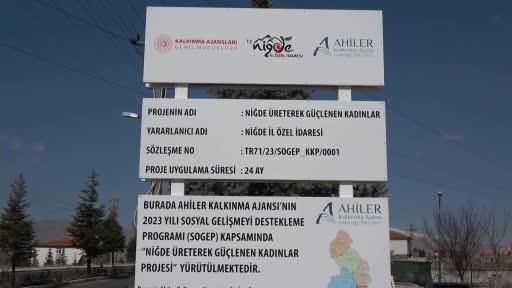 KALKINMA AJANSLARI
GENEL MÜDÜRLÜĞÜ
T.C.
niğde
İL ÖZEL İDARESİ
AHİLER
Kalkınma Ajansı
PROJENİN ADI : NİĞDE ÜRETEREK GÜÇLENEN KADINLAR
YARARLANICI ADI : NİĞDE İL ÖZEL İDARESİ
SÖZLEŞME NO : TR71/23/SOGEP_KKP/0001
PROJE UYGULAMA SÜRESİ : 24 AY
BURADA AHİLER KALKINMA AJANSI'NIN
2023 YILI SOSYAL GELİŞMEYİ DESTEKLEME
PROGRAMI (SOGEP) KAPSAMINDA
"NİĞDE ÜRETEREK GÜÇLENEN KADINLAR
PROJESİ" YÜRÜTÜLMEKTEDİR.
AHİLER
Kalkınma Ajansı